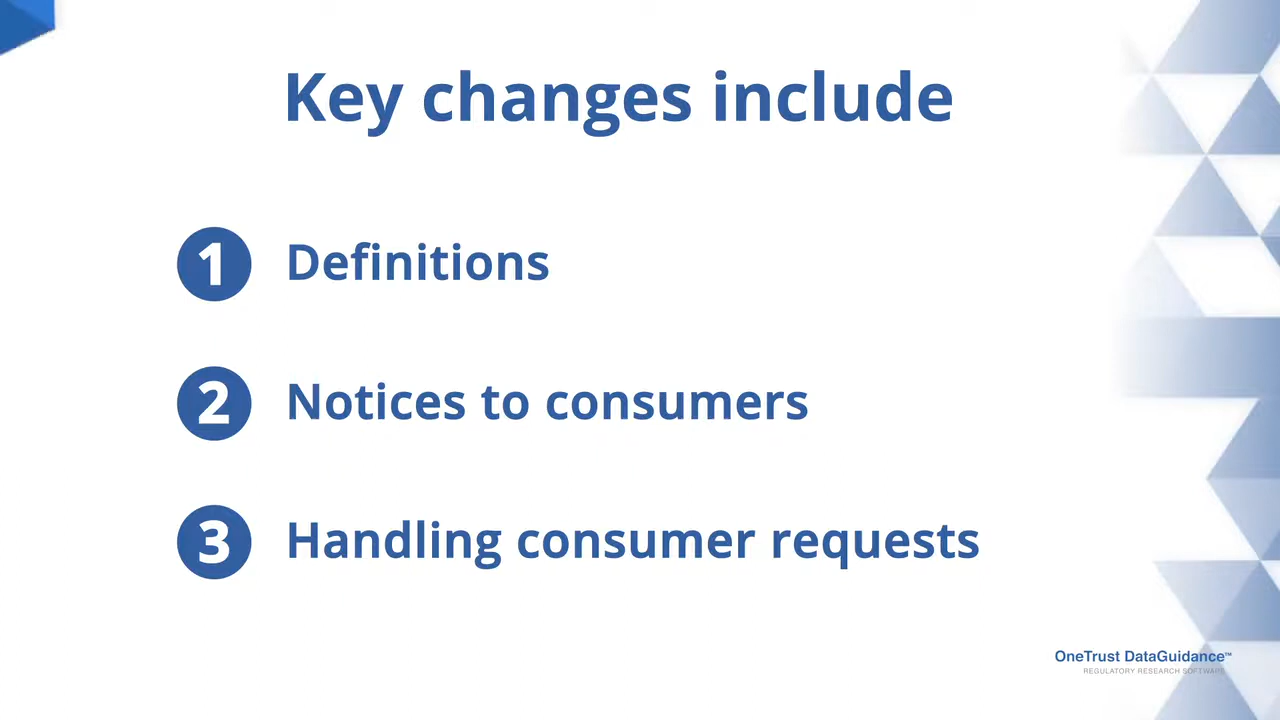 Key changes include
1 Definitions
2 Notices to consumers
3 Handling consumer requests
OneTrust DataGuidance™
REGULATORY RESEARCH SOFTWARE